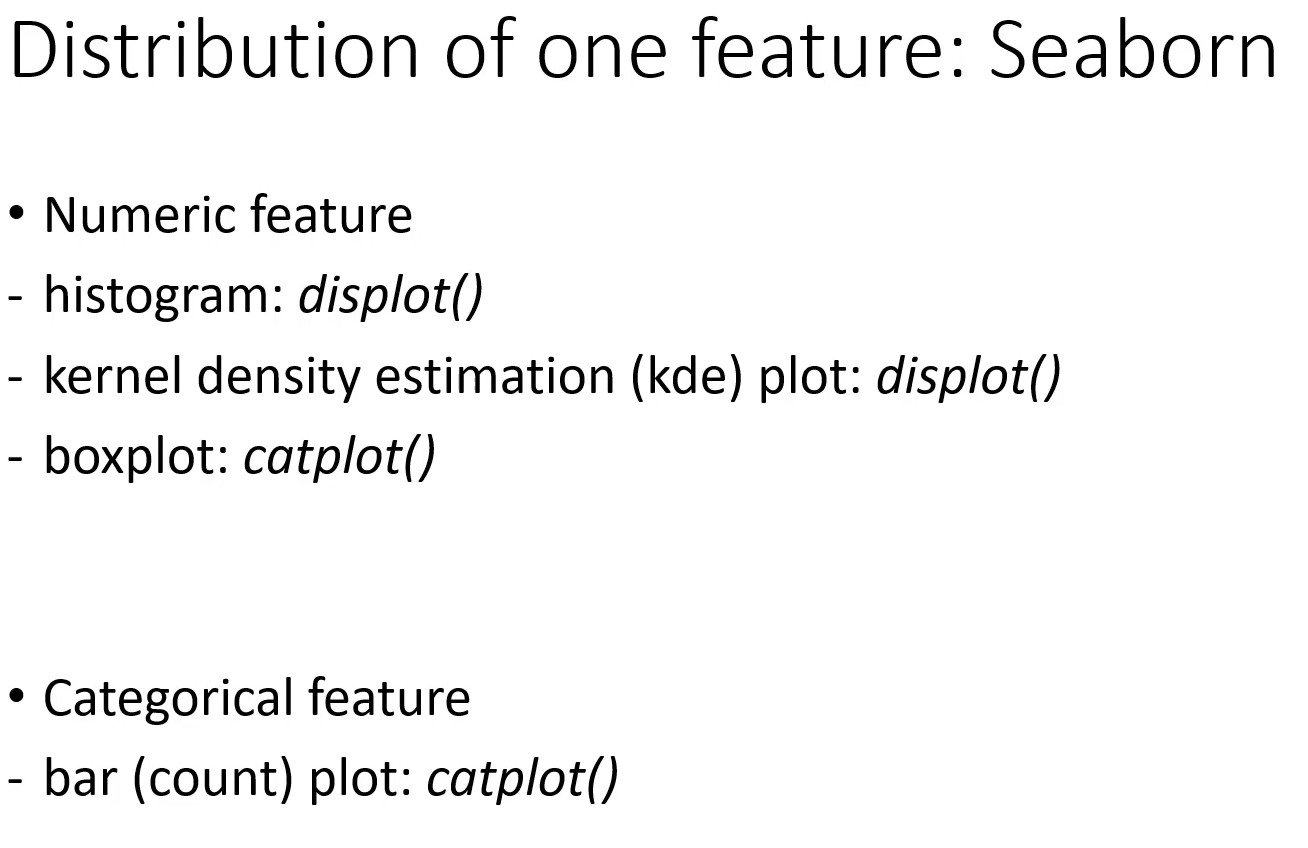 Distribution of one feature: Seaborn
• Numeric feature
- histogram: displot()
- kernel density estimation (kde) plot: displot()
- boxplot: catplot()
• Categorical feature
- bar (count) plot: catplot()